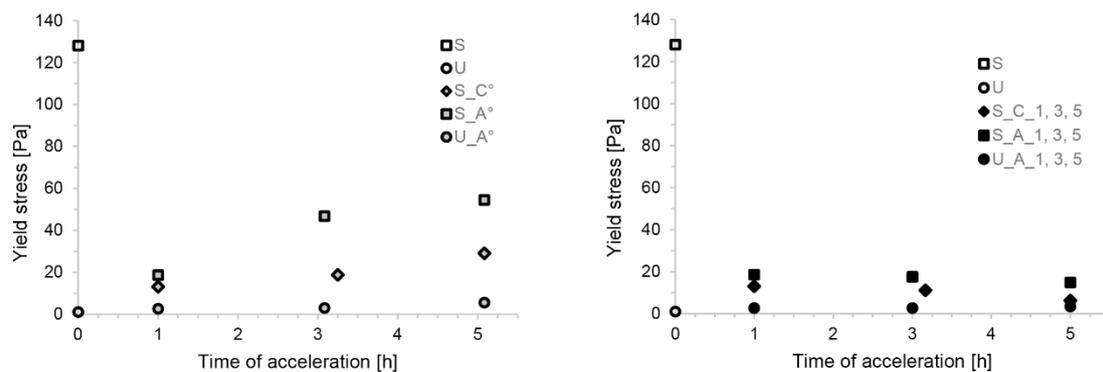 140
120
100
80
60
40
20
0
Yield stress [Pa]
S
U
S_C°
S_A°
U_A°
0 1 2 3 4 5
Time of acceleration [h]
140
120
100
80
60
40
20
0
Yield stress [Pa]
S
U
S_C_1, 3, 5
S_A_1, 3, 5
U_A_1, 3, 5
0 1 2 3 4 5
Time of acceleration [h]